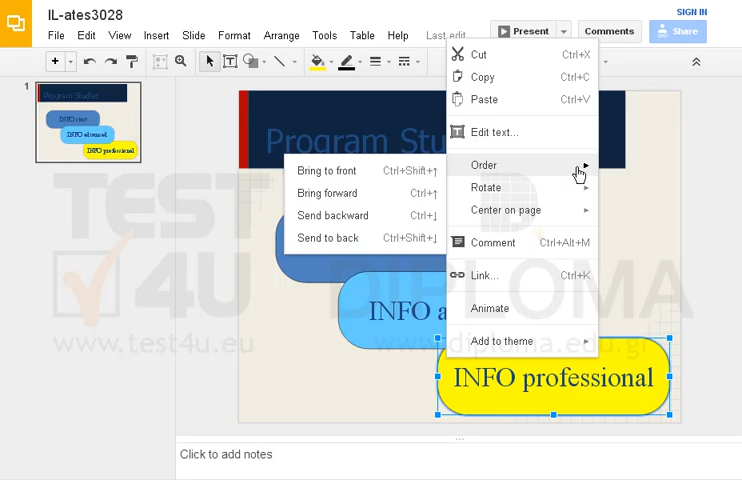 IL-ates3028
SIGN IN
File Edit View Insert Slide Format Arrange Tools Table Help Last edit
Present
Comments
Share
1
Program Studies
INFO start
INFO advanced
INFO professional
Program Stu
INFO a
INFO professional
Cut Ctrl+X
Copy Ctrl+C
Paste Ctrl+V
Edit text...
Order
Rotate
Center on page
Comment Ctrl+Alt+M
Link... Ctrl+K
Animate
Add to theme
Bring to front Ctrl+Shift+↑
Bring forward Ctrl+↑
Send backward Ctrl+↓
Send to back Ctrl+Shift+↓
TEST
4U
DIPLOMA
www.test4u.eu
www.diploma.edu.gr
Click to add notes